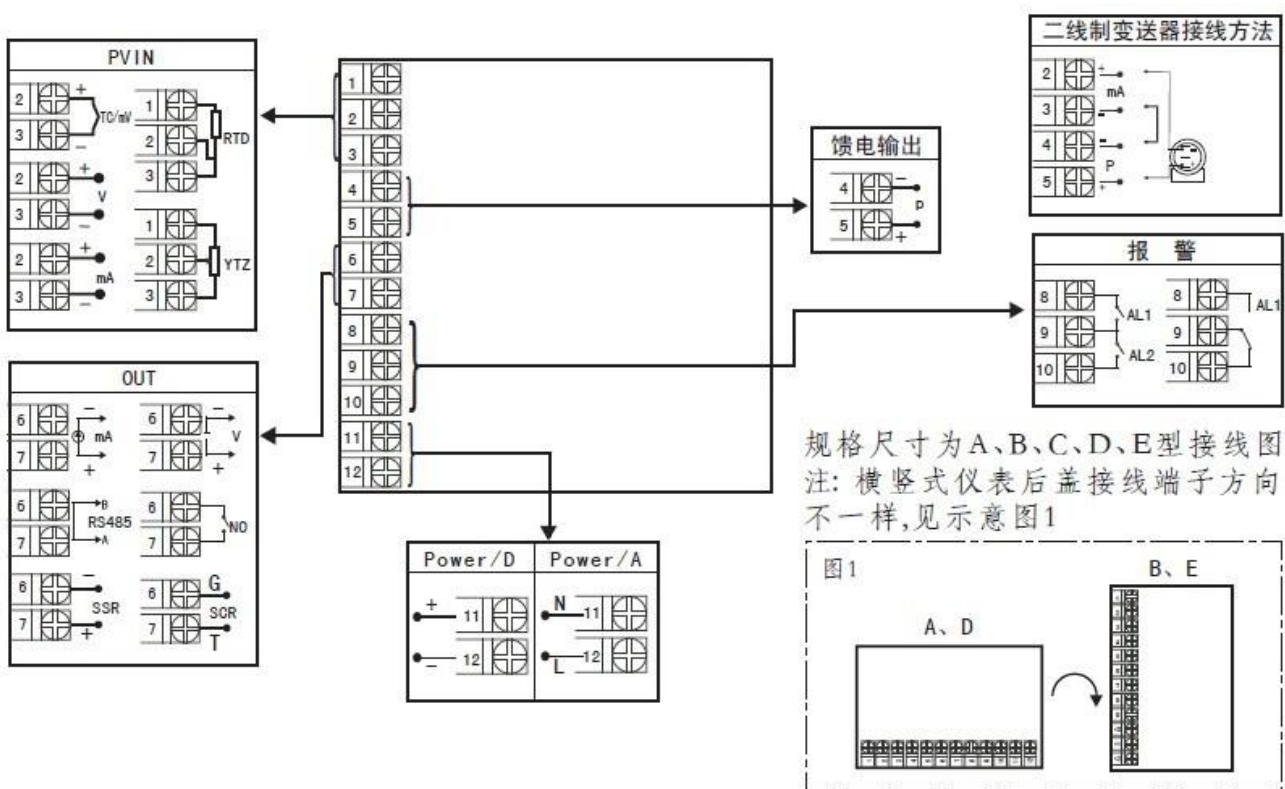 PVIN
2
3
+
-
TC/mV
1
2
3
RTD
2
3
+
-
V
1
2
3
YTZ
2
3
+
-
mA
OUT
6
7
-
+
mA
6
7
-
+
V
6
7
B
A
RS485
6
7
NO
6
7
-
+
SSR
6
7
G
T
SCR
1
2
3
4
5
6
7
8
9
10
11
12
Power/D
+
-
11
12
Power/A
N
L
11
12
馈电输出
4
5
-
+
P
二线制变送器接线方法
2
3
4
5
+
mA
-
-
P
+
报 警
8
9
10
AL1
AL2
8
9
10
AL1
规格尺寸为A、B、C、D、E型接线图
注: 横竖式仪表后盖接线端子方向
不一样,见示意图1
图1
A、D
B、E